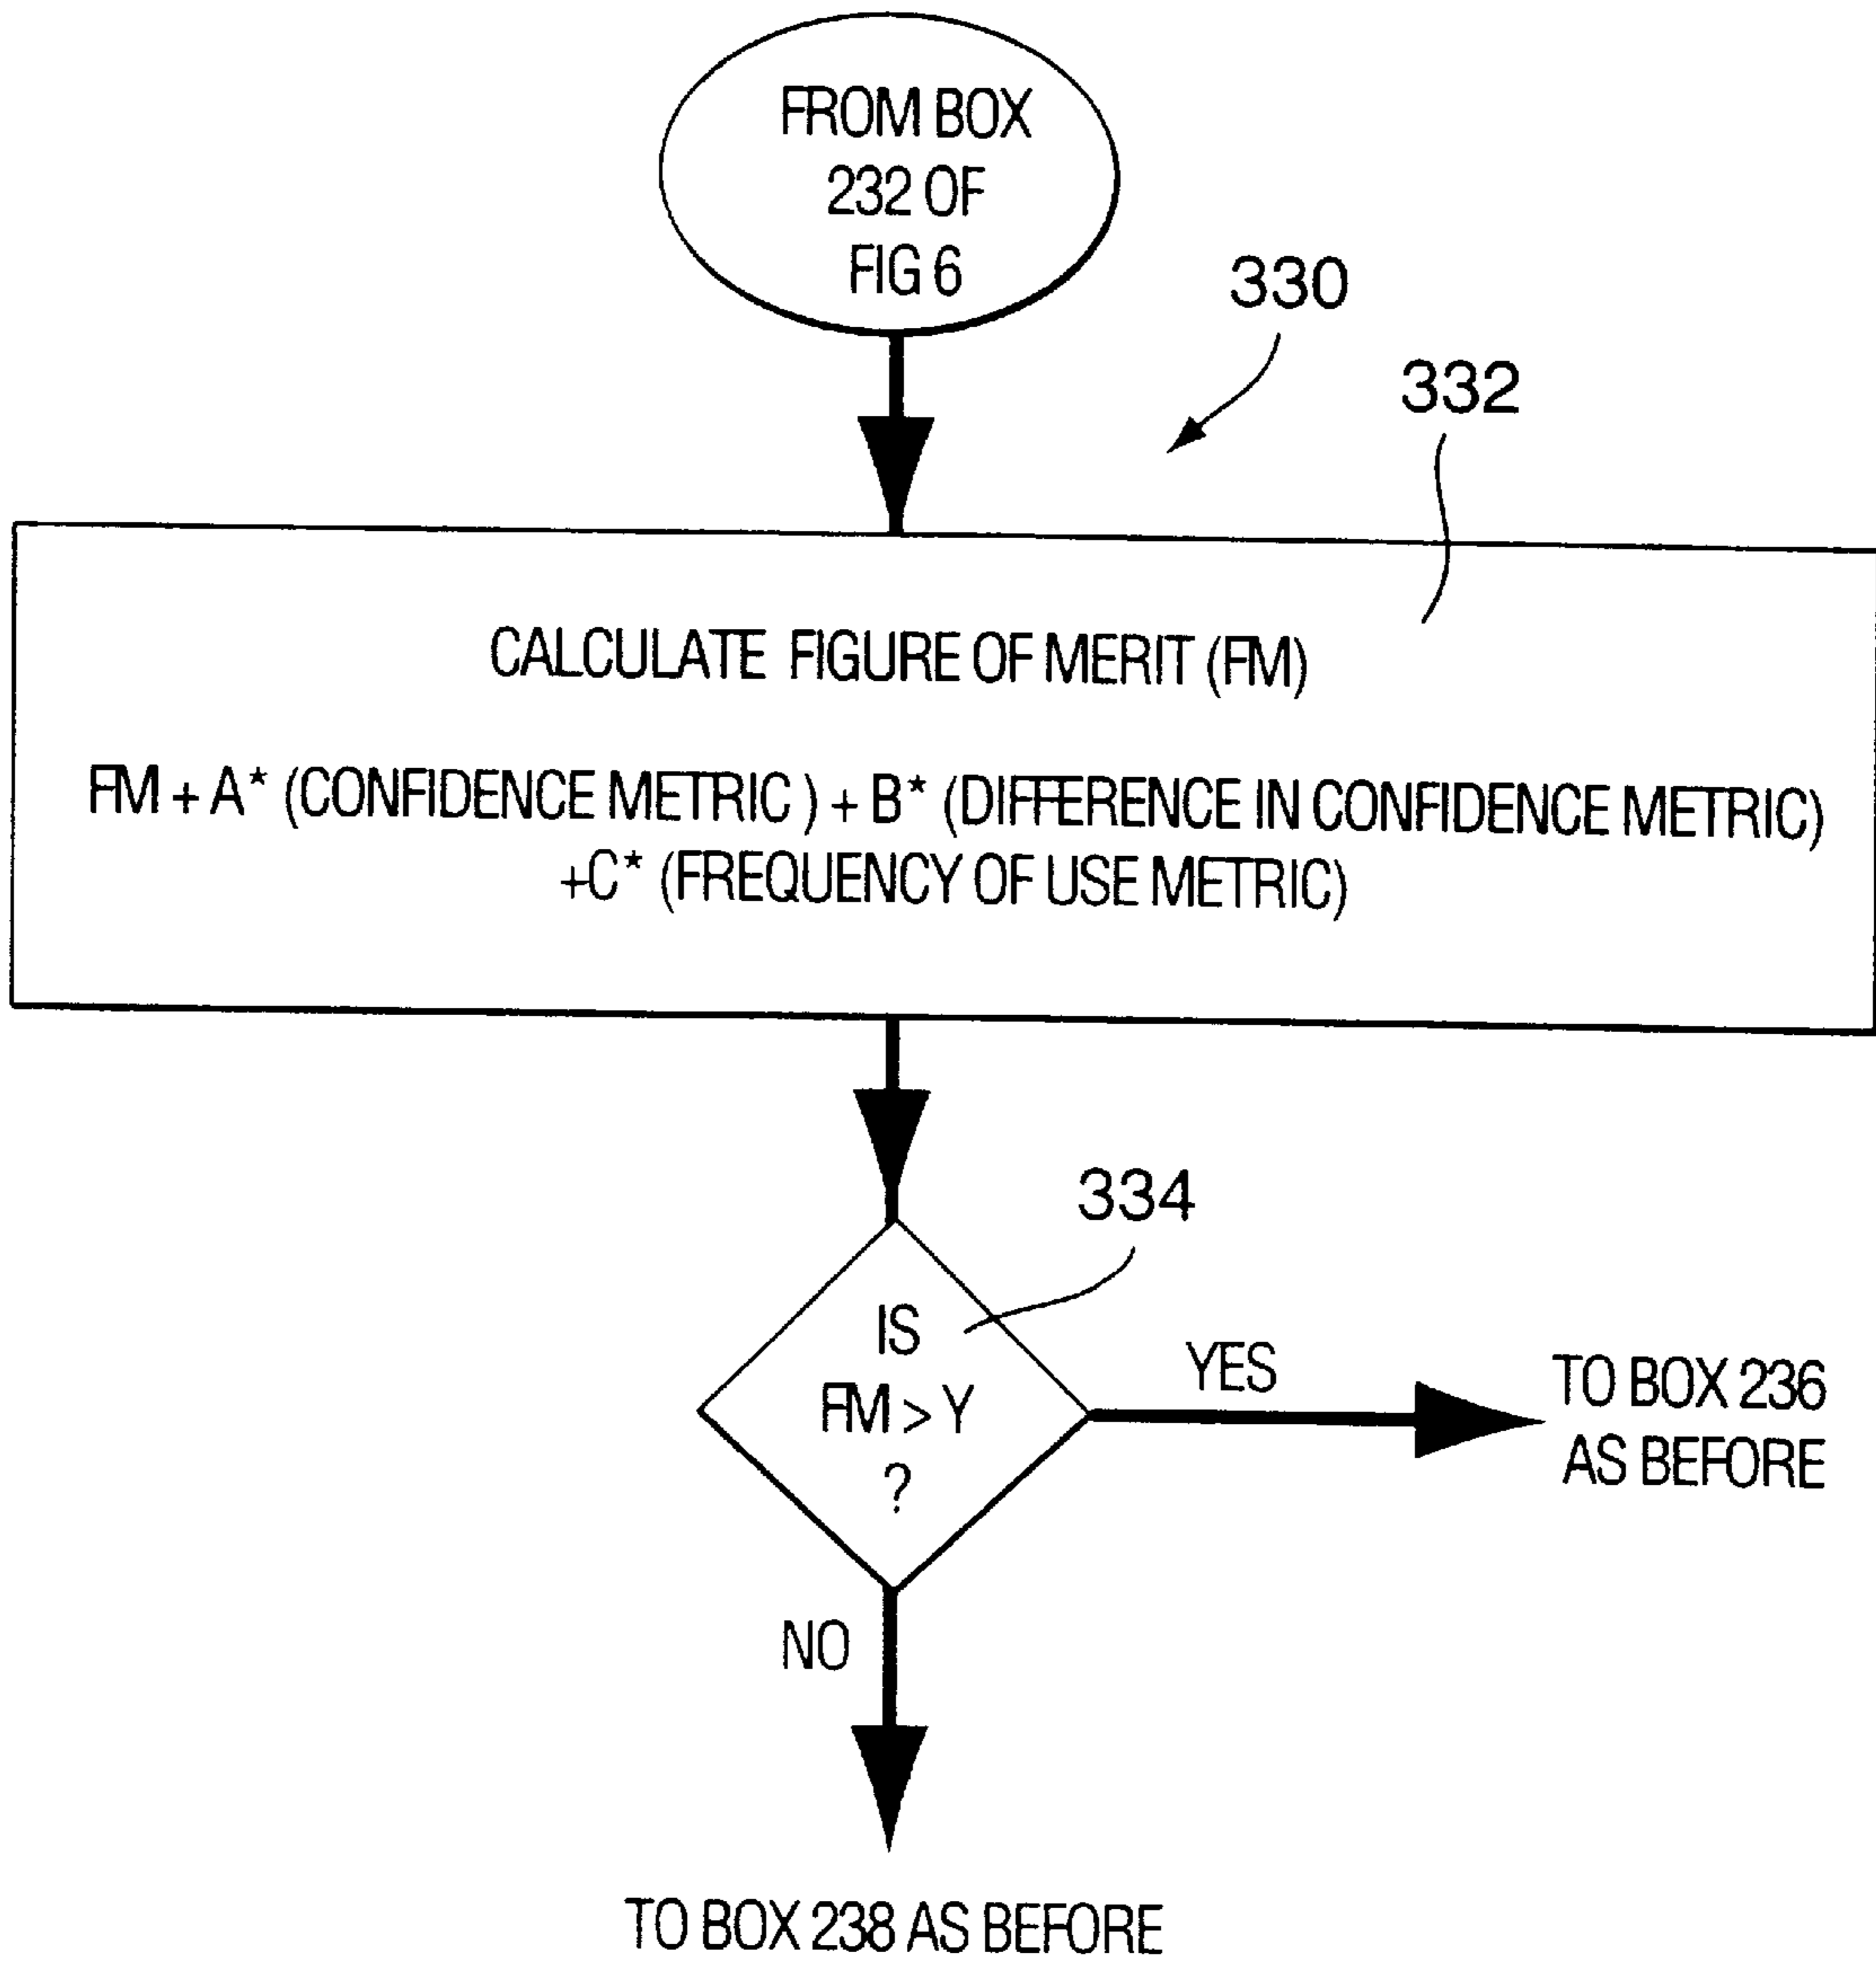 FROM BOX
232 OF
FIG 6
330
332
CALCULATE FIGURE OF MERIT (FM)
FM + A* (CONFIDENCE METRIC ) + B* (DIFFERENCE IN CONFIDENCE METRIC)
+C* (FREQUENCY OF USE METRIC)
334
IS
FM > Y
?
YES
TO BOX 236
AS BEFORE
NO
TO BOX 238 AS BEFORE